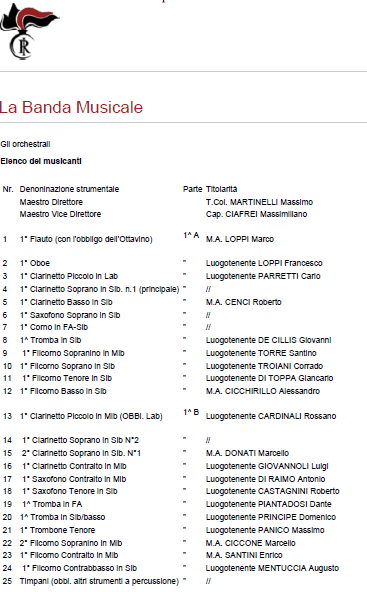 La Banda Musicale
Gli orchestrali
Elenco dei musicanti
Nr. Denoninazione strumentale Parte Titolarità
Maestro Direttore T.Col. MARTINELLI Massimo
Maestro Vice Direttore Cap. CIAFREI Massimiliano
1 1° Flauto (con l'obbligo dell'Ottavino) 1^ A M.A. LOPPI Marco
2 1° Oboe " Luogotenente LOPPI Francesco
3 1° Clarinetto Piccolo in Lab " Luogotenente PARRETTI Carlo
4 1° Clarinetto Soprano in Sib. n.1 (principale) " //
5 1° Clarinetto Basso in Sib " M.A. CENCI Roberto
6 1° Saxofono Soprano in Sib " //
7 1° Corno in FA-Sib " //
8 1^ Tromba in Sib " Luogotenente DE CILLIS Giovanni
9 1° Flicorno Sopranino in Mib " Luogotenente TORRE Santino
10 1° Flicorno Soprano in Sib " Luogotenente TROIANI Corrado
11 1° Flicorno Tenore in Sib " Luogotenente DI TOPPA Giancarlo
12 1° Flicorno Basso in Sib " M.A. CICCHIRILLO Alessandro
13 1° Clarinetto Piccolo in Mib (OBBl. Lab) 1^ B Luogotenente CARDINALI Rossano
14 1° Clarinetto Soprano in Sib N°2 " //
15 2° Clarinetto Soprano in Sib. N°1 " M.A. DONATI Marcello
16 1° Clarinetto Contralto in Mib " Luogotenente GIOVANNOLI Luigi
17 1° Saxofono Contralto in Mib " Luogotenente DI RAIMO Antonio
18 1° Saxofono Tenore in Sib " Luogotenente CASTAGNINI Roberto
19 1^ Tromba in FA " Luogotenente PIANTADOSI Dante
20 1^ Tromba in Sib/basso " Luogotenente PRINCIPE Domenico
21 1° Trombone Tenore " Luogotenente PANICO Massimo
22 2° Flicorno Sopranino in Mib " M.A. CICCONE Marcello
23 1° Flicorno Contralto in Mib " M.A. SANTINI Enrico
24 1° Flicorno Contrabbasso in Sib " Luogotenente MENTUCCIA Augusto
25 Timpani (obbl. altri strumenti a percussione) " //